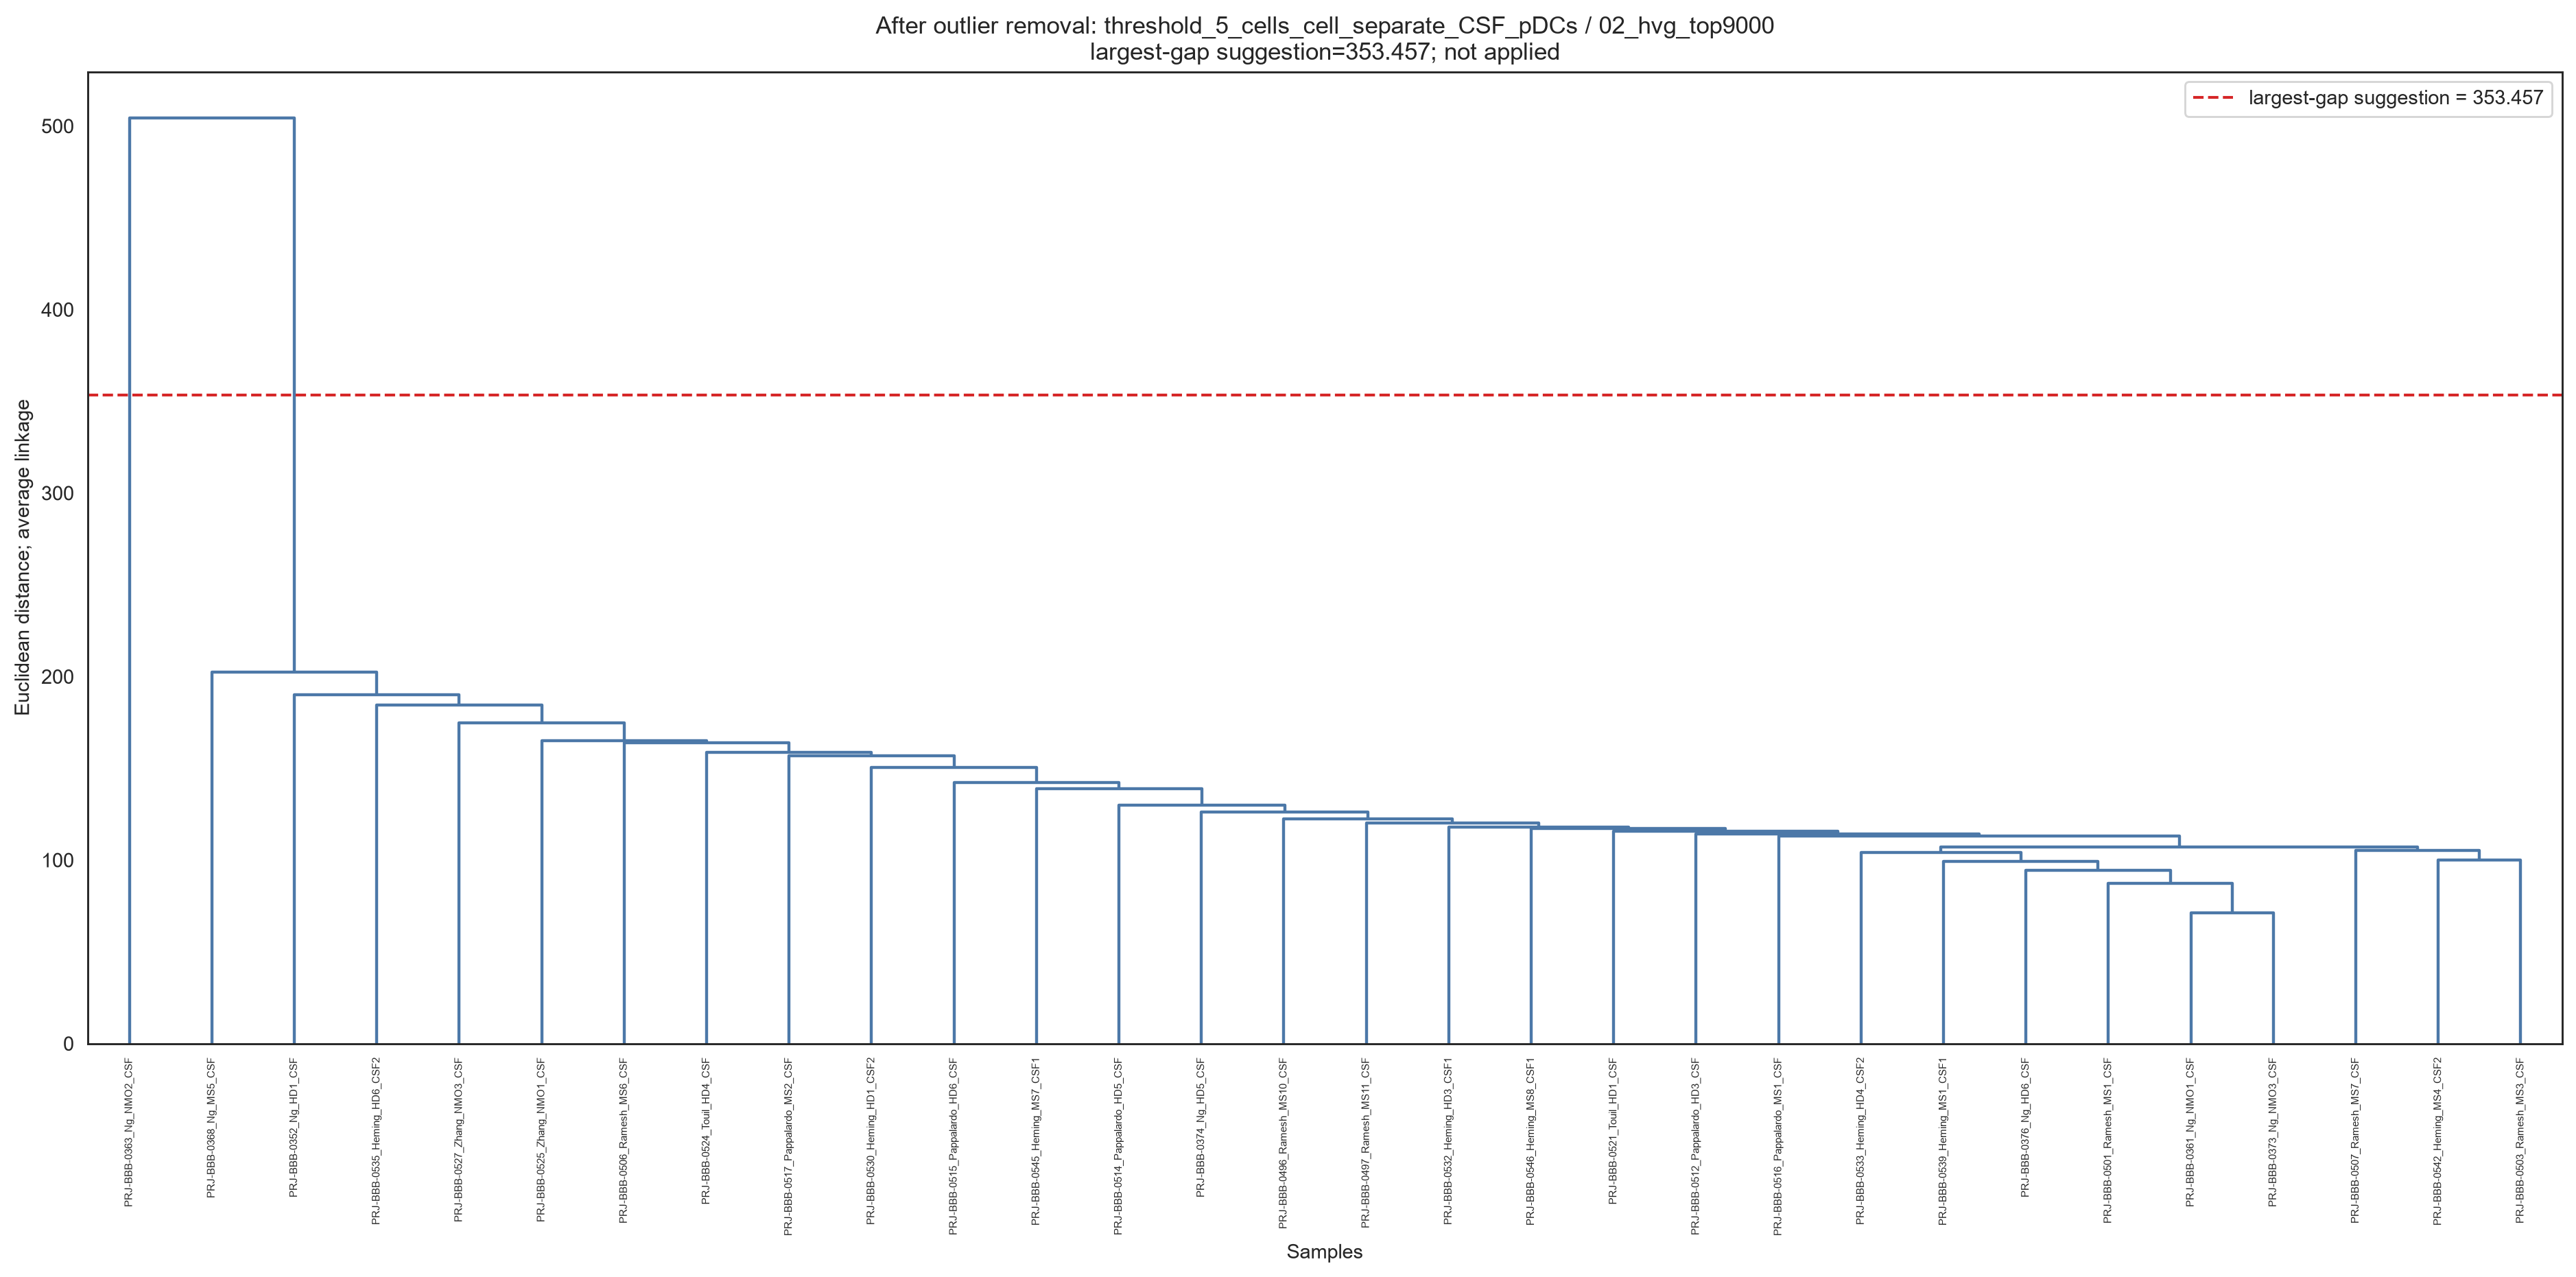 After outlier removal: threshold_5_cells_cell_separate_CSF_pDCs / 02_hvg_top9000
largest-gap suggestion=353.457; not applied
largest-gap suggestion = 353.457
Euclidean distance; average linkage
500
400
300
200
100
0
PRJ-BBB-0363_Ng_NMO2_CSF
PRJ-BBB-0368_Ng_MS5_CSF
PRJ-BBB-0352_Ng_HD1_CSF
PRJ-BBB-0535_Heming_HD6_CSF2
PRJ-BBB-0527_Zhang_NMO3_CSF
PRJ-BBB-0525_Zhang_NMO1_CSF
PRJ-BBB-0506_Ramesh_MS6_CSF
PRJ-BBB-0524_Touil_HD4_CSF
PRJ-BBB-0517_Pappalardo_MS2_CSF
PRJ-BBB-0530_Heming_HD1_CSF2
PRJ-BBB-0515_Pappalardo_HD6_CSF
PRJ-BBB-0545_Heming_MS7_CSF1
PRJ-BBB-0514_Pappalardo_HD5_CSF
PRJ-BBB-0374_Ng_HD5_CSF
PRJ-BBB-0496_Ramesh_MS10_CSF
PRJ-BBB-0497_Ramesh_MS11_CSF
PRJ-BBB-0532_Heming_HD3_CSF1
PRJ-BBB-0546_Heming_MS8_CSF1
PRJ-BBB-0521_Touil_HD1_CSF
PRJ-BBB-0512_Pappalardo_HD3_CSF
PRJ-BBB-0516_Pappalardo_MS1_CSF
PRJ-BBB-0533_Heming_HD4_CSF2
PRJ-BBB-0539_Heming_MS1_CSF1
PRJ-BBB-0376_Ng_HD6_CSF
PRJ-BBB-0501_Ramesh_MS1_CSF
PRJ-BBB-0361_Ng_NMO1_CSF
PRJ-BBB-0373_Ng_NMO3_CSF
PRJ-BBB-0507_Ramesh_MS7_CSF
PRJ-BBB-0542_Heming_MS4_CSF2
PRJ-BBB-0503_Ramesh_MS3_CSF
Samples